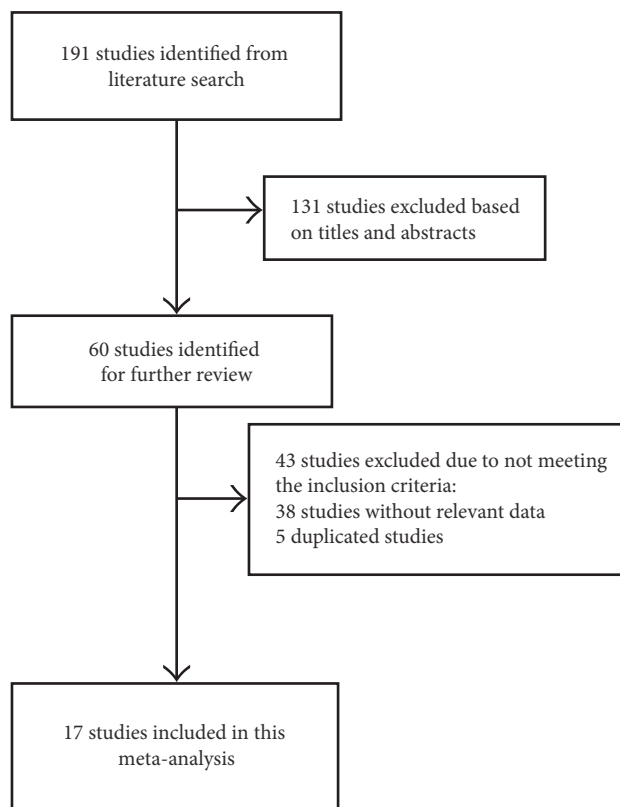 191 studies identified from
literature search
131 studies excluded based
on titles and abstracts
60 studies identified
for further review
43 studies excluded due to not meeting
the inclusion criteria:
38 studies without relevant data
5 duplicated studies
17 studies included in this
meta-analysis